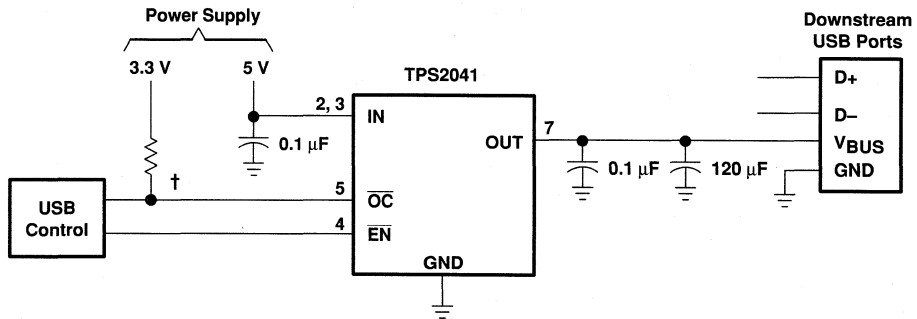 Power Supply
3.3 V
5 V
Downstream
USB Ports
TPS2041
2, 3
IN
0.1 μF
OUT
7
0.1 μF
120 μF
D+
D–
VBUS
GND
†
USB
Control
5
OC
4
EN
GND